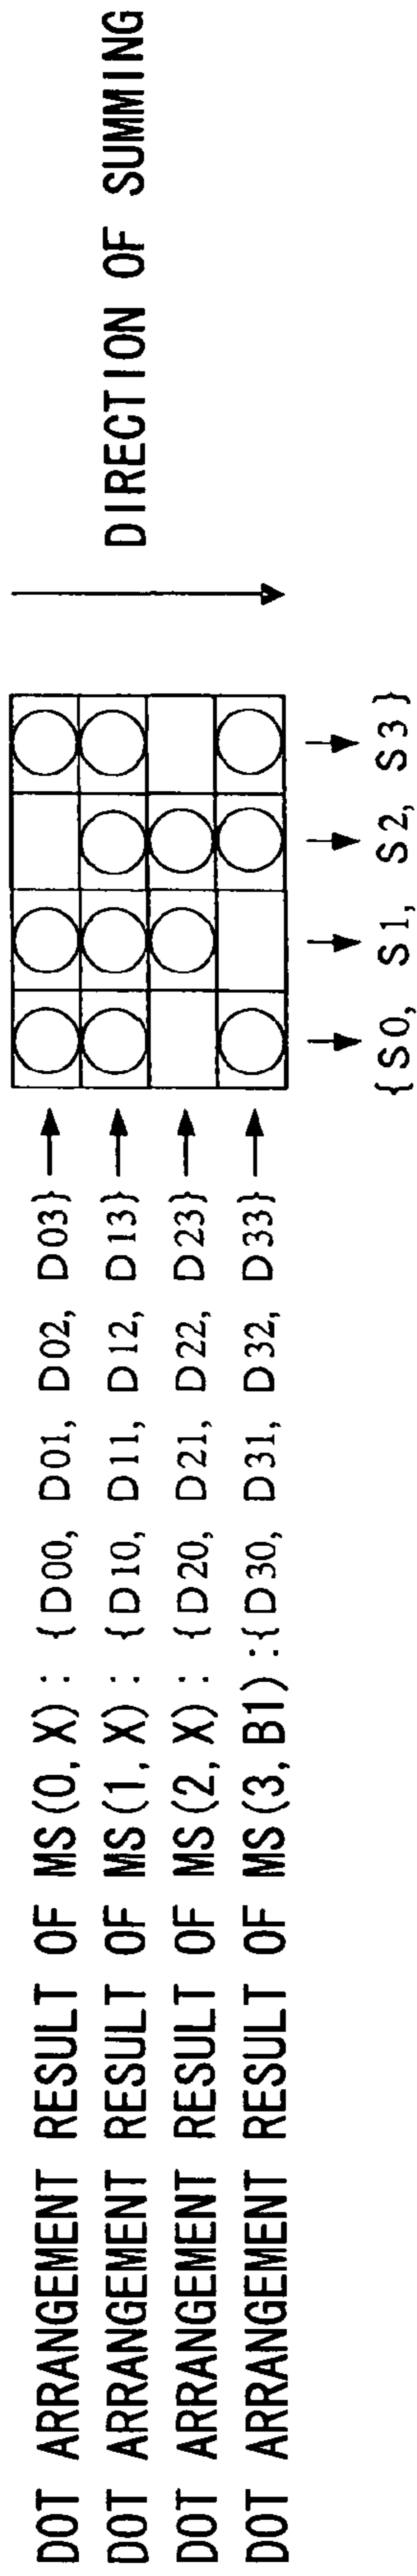 DOT ARRANGEMENT RESULT OF MS(0, X): {D00, D01, D02, D03}
DOT ARRANGEMENT RESULT OF MS(1, X): {D10, D11, D12, D13}
DOT ARRANGEMENT RESULT OF MS(2, X): {D20, D21, D22, D23}
DOT ARRANGEMENT RESULT OF MS(3, B1):{D30, D31, D32, D33}
{S0, S1, S2, S3}
DIRECTION OF SUMMING